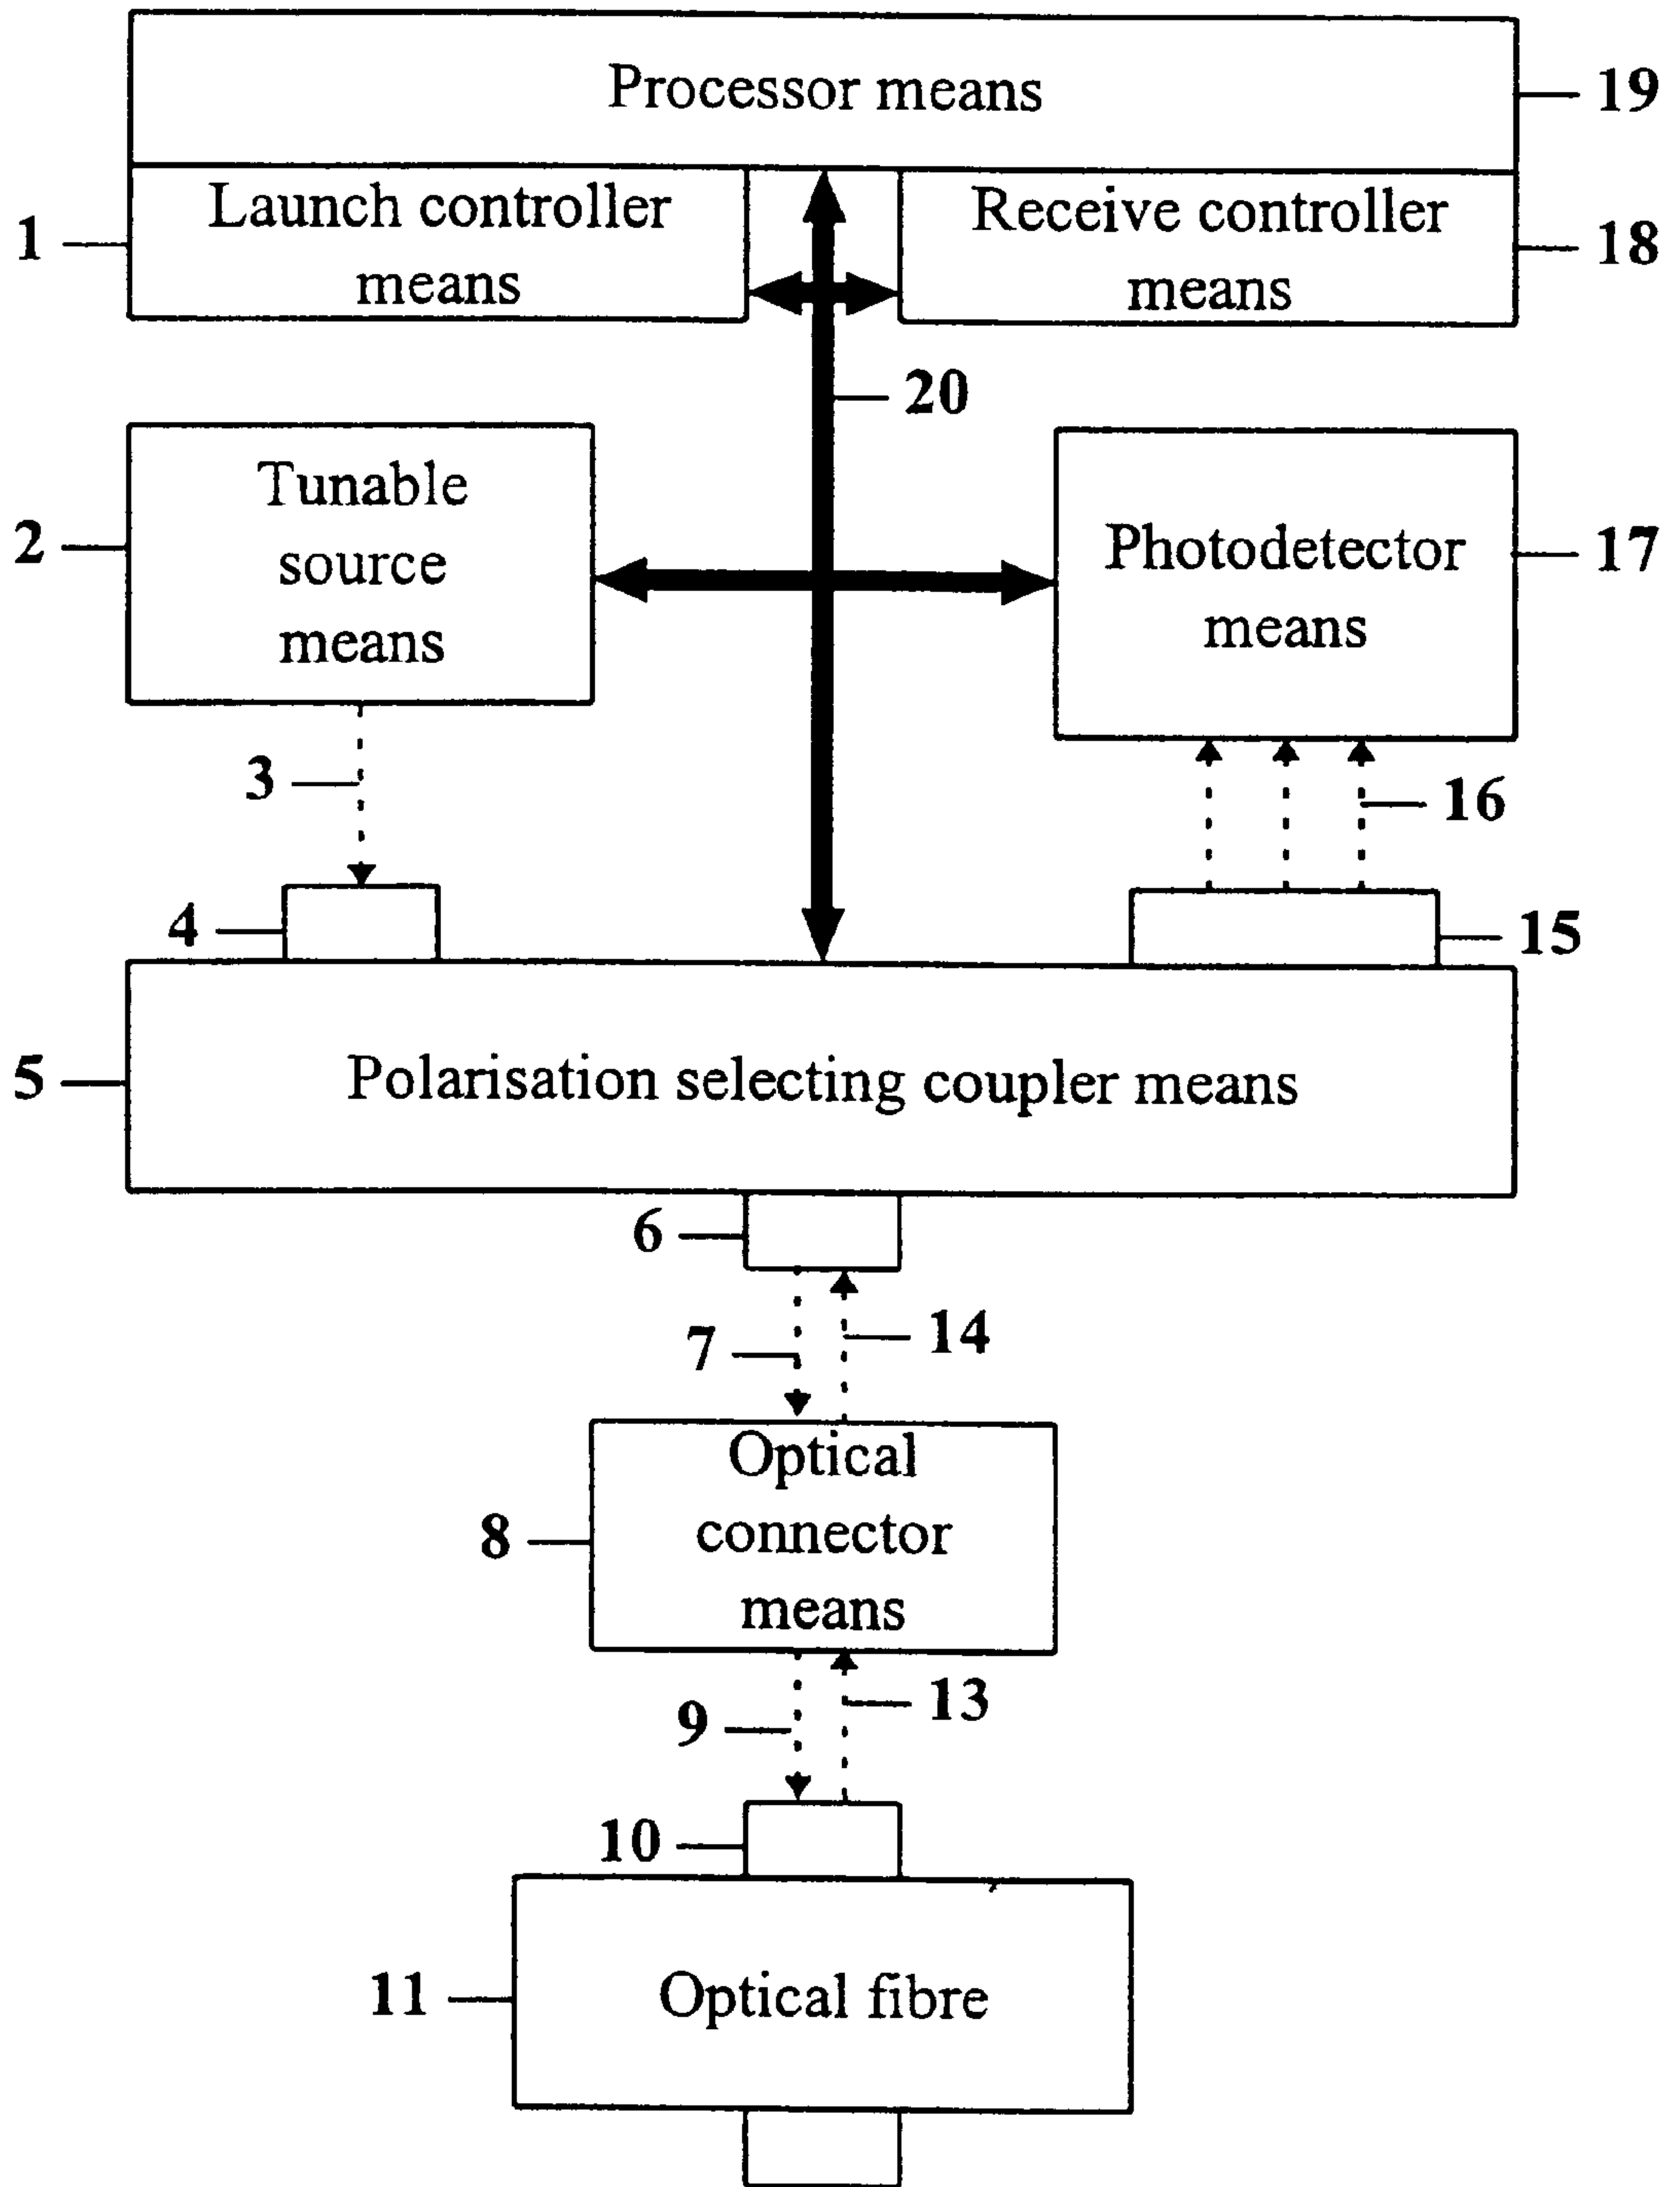 Processor means
19
Launch controller
means
1
Receive controller
means
18
20
Tunable
source
means
2
Photodetector
means
17
3
16
4
15
5
Polarisation selecting coupler means
6
7
14
Optical
connector
means
8
9
13
10
11
Optical fibre